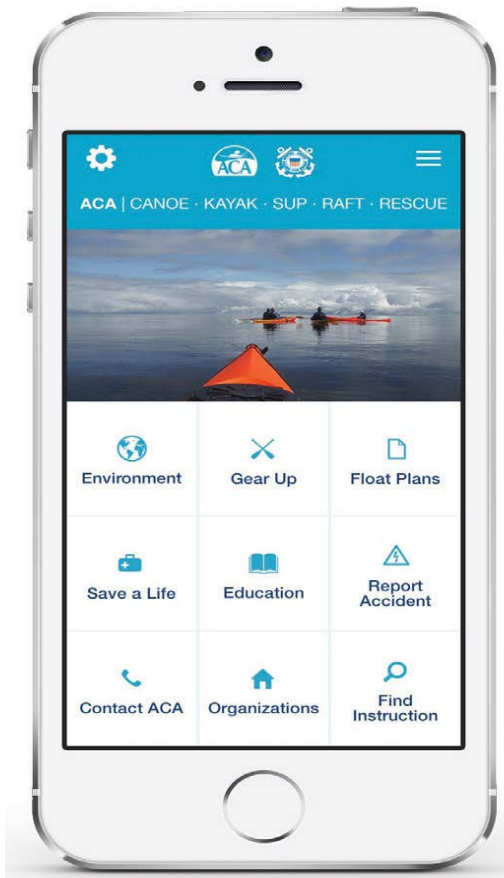 ACA
ACA | CANOE · KAYAK · SUP · RAFT · RESCUE
Environment
Gear Up
Float Plans
Save a Life
Education
Report
Accident
Contact ACA
Organizations
Find
Instruction